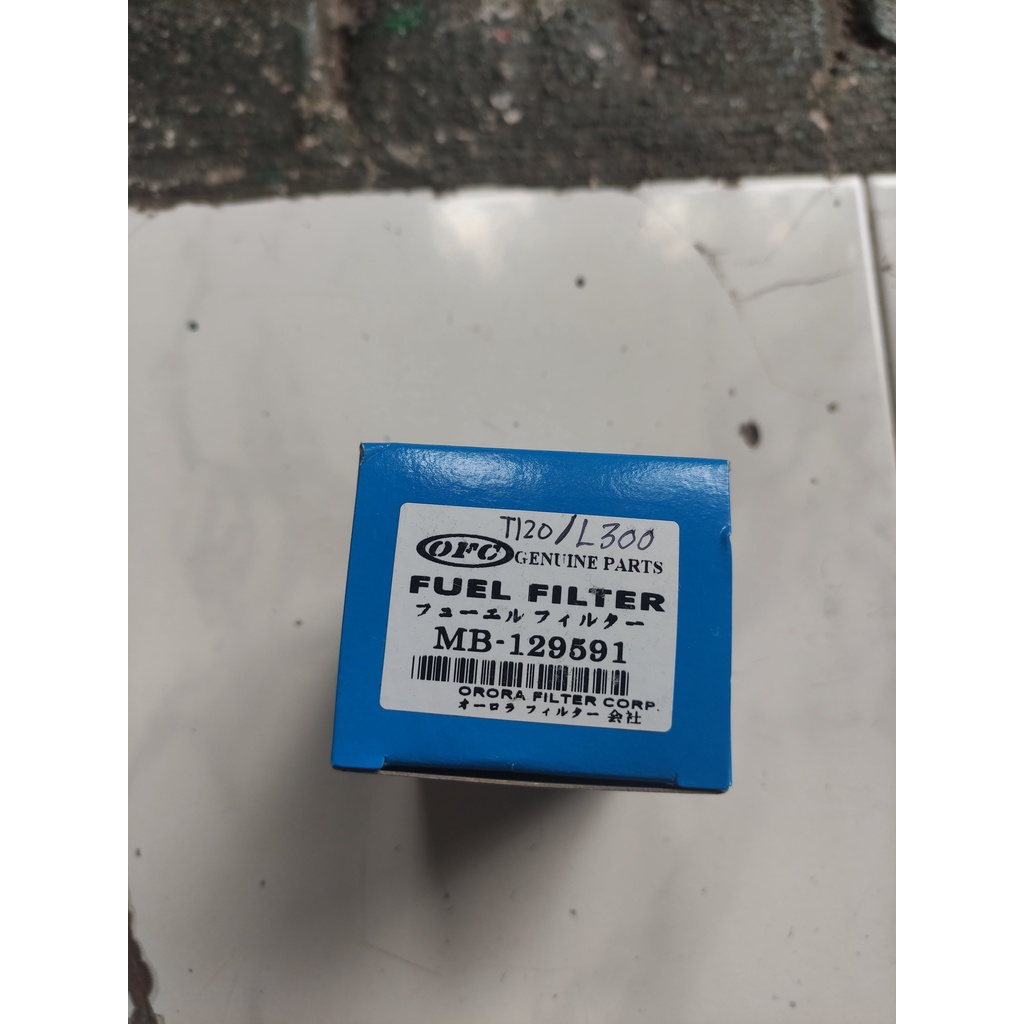 T120/L300
OFC GENUINE PARTS
FUEL FILTER
フューエルフィルター
MB-129591
ORORA FILTER CORP.
オーロラ フィルター 会社